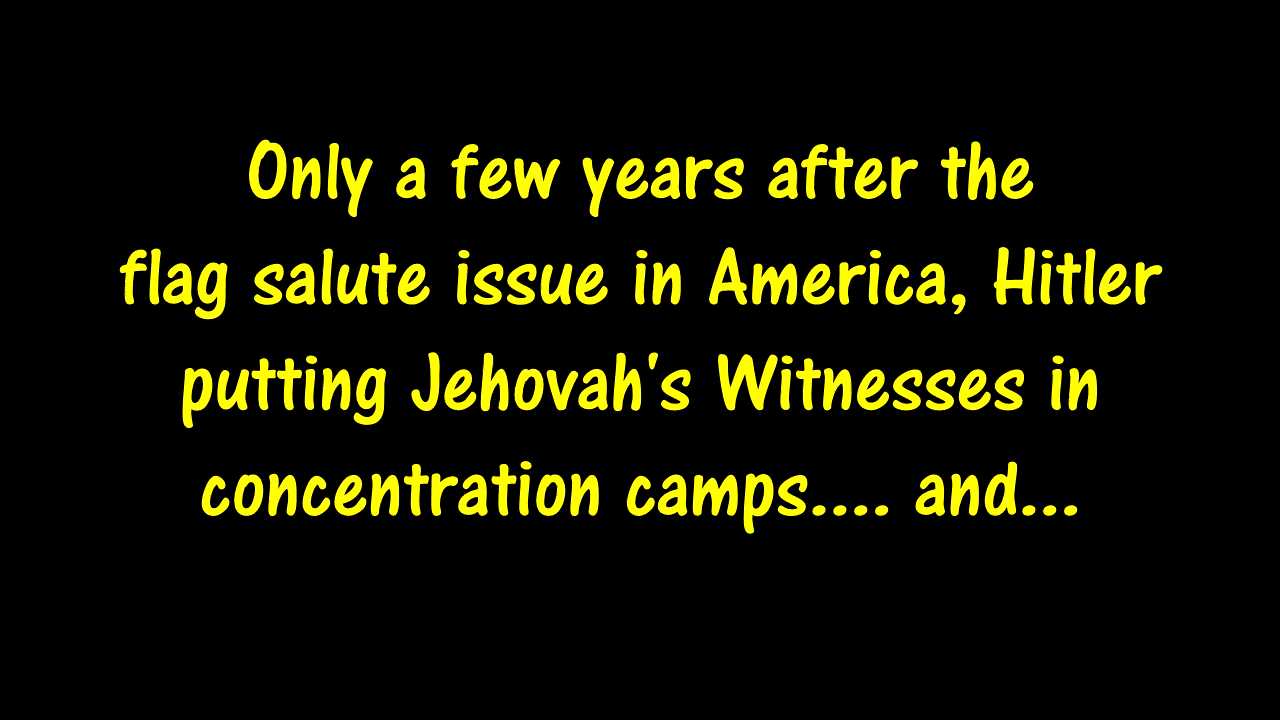 Only a few years after the
flag salute issue in America, Hitler
putting Jehovah's Witnesses in
concentration camps.... and...